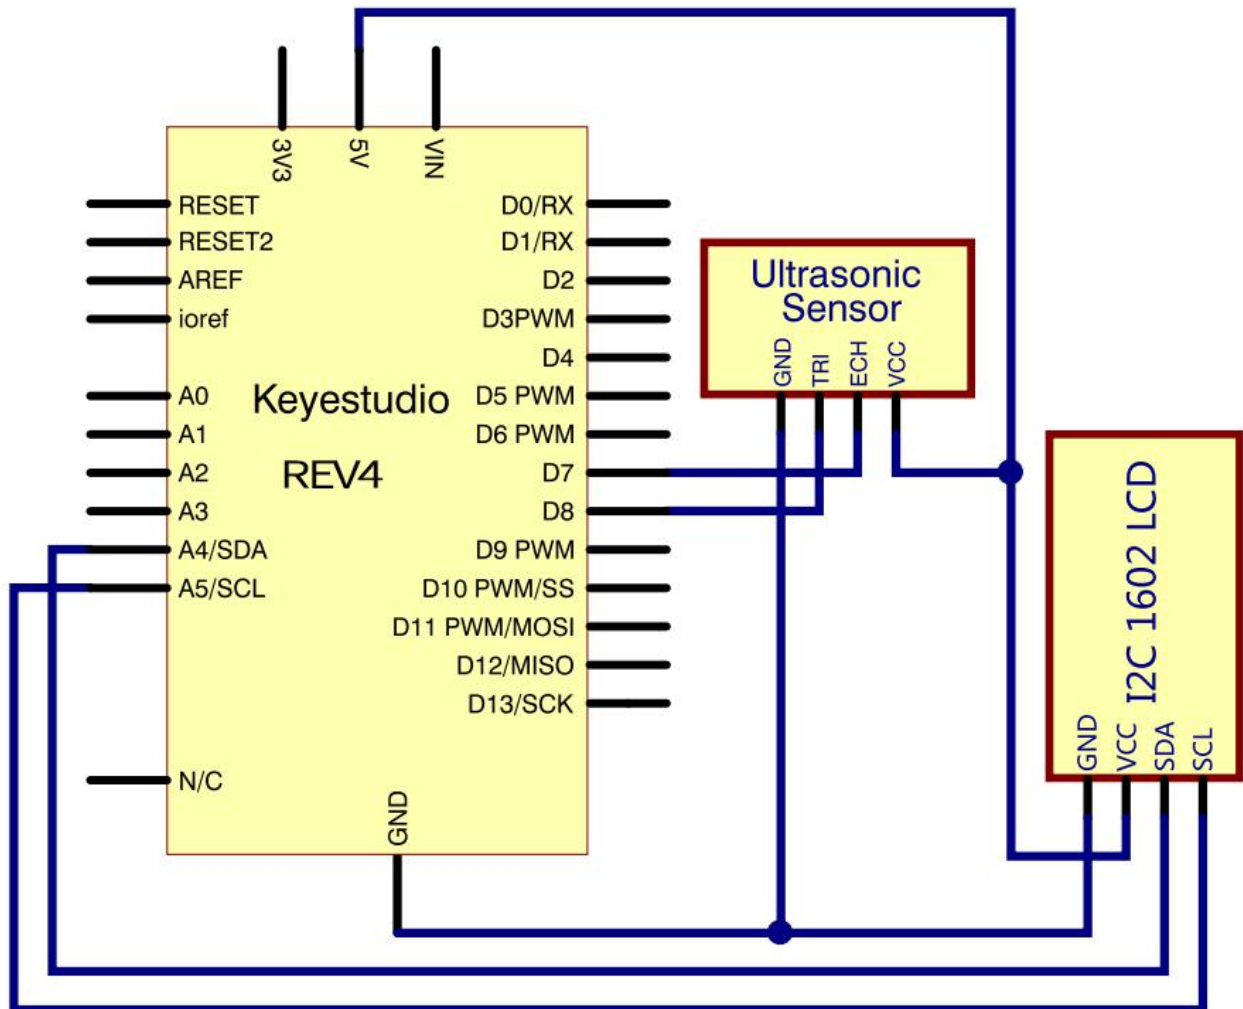 3V3
5V
VIN
RESET
RESET2
AREF
ioref
A0
A1
A2
A3
A4/SDA
A5/SCL
N/C
Keyestudio
REV4
D0/RX
D1/RX
D2
D3PWM
D4
D5 PWM
D6 PWM
D7
D8
D9 PWM
D10 PWM/SS
D11 PWM/MOSI
D12/MISO
D13/SCK
GND
Ultrasonic
Sensor
GND
TRI
ECH
VCC
I2C 1602 LCD
GND
VCC
SDA
SCL